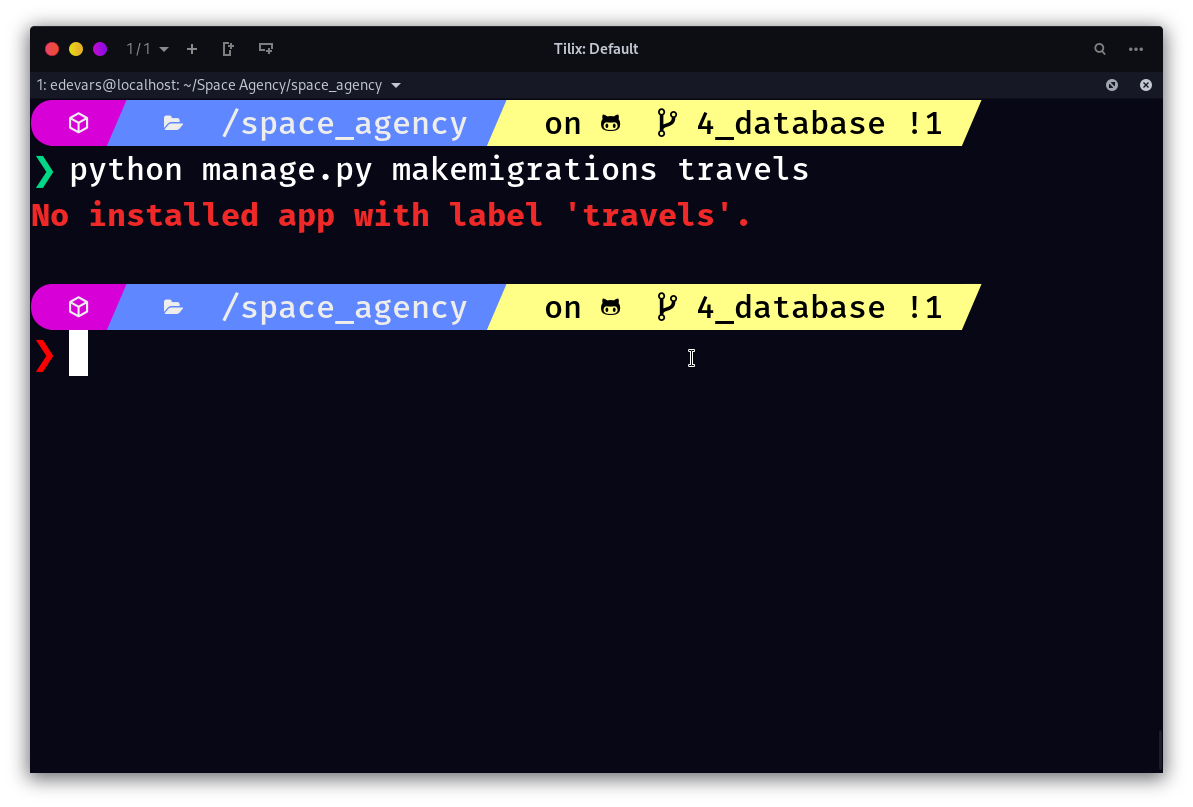 1/1
Tilix: Default
1: edevars@localhost: ~/Space Agency/space_agency
/space_agency on 4_database !1
❯ python manage.py makemigrations travels
No installed app with label 'travels'.
/space_agency on 4_database !1
❯